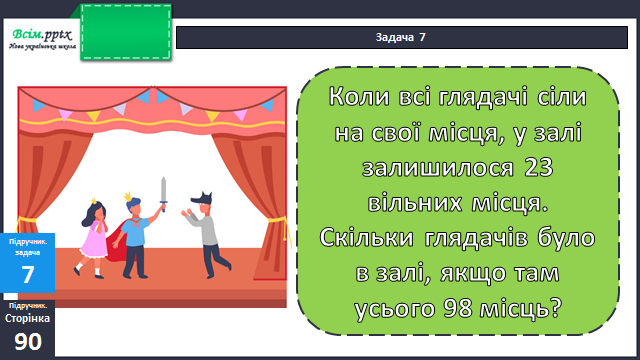 Всім.pptx
Нова українська школа
Задача 7
Коли всі глядачі сіли
на свої місця, у залі
залишилося 23
вільних місця.
Скільки глядачів було
в залі, якщо там
усього 98 місць?
Підручник.
задача
7
Підручник.
Сторінка
90